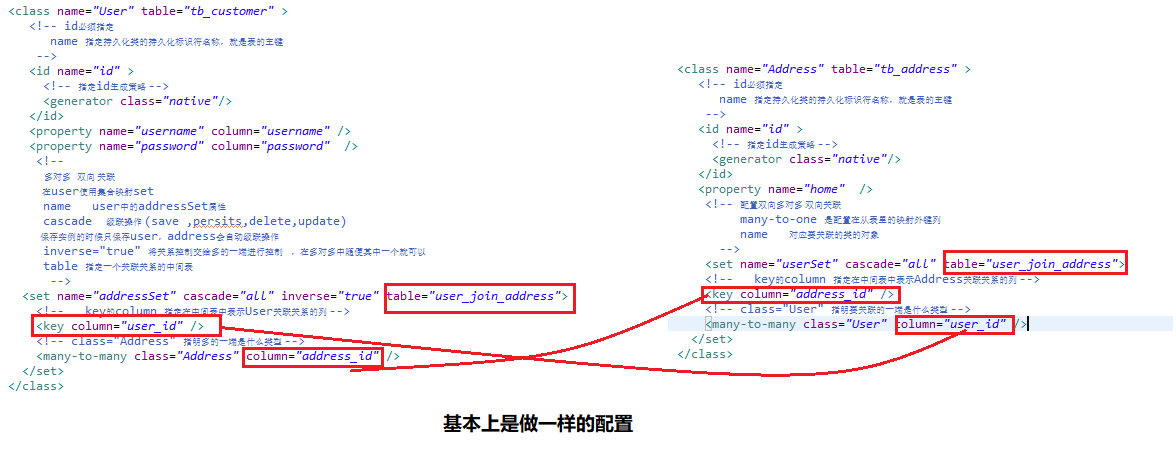 <class name="User" table="tb_customer" >
<!-- id必须指定
name 指定持久化类的持久化标识符名称，就是表的主键
-->
<id name="id" >
<!-- 指定id生成策略 -->
<generator class="native"/>
</id>
<property name="username" column="username" />
<property name="password" column="password"  />
<!--
多对多 双向关联
在user使用集合映射set
name   user中的addressSet属性
cascade  级联操作 (save ,persits,delete,update)
保存实例的时候只保存user，address会自动级联操作
inverse="true" 将关系控制交给多的一端进行控制 ，在多对多中随便其中一个就可以
table 指定一个关联关系的中间表
-->
<set name="addressSet" cascade="all" inverse="true" table="user_join_address">
<!--  key的column 指定在中间表中表示User关联关系的列 -->
<key column="user_id" />
<!-- class="Address" 指明多的一端是什么类型 -->
<many-to-many class="Address" column="address_id" />
</set>
</class>
<class name="Address" table="tb_address" >
<!-- id必须指定
name 指定持久化类的持久化标识符名称，就是表的主键
-->
<id name="id" >
<!-- 指定id生成策略 -->
<generator class="native"/>
</id>
<property name="home"  />
<!-- 配置双向多对多 双向关联
many-to-one 是配置在从表里的映射外键列
name   对应要关联的类的对象
-->
<set name="userSet" cascade="all" table="user_join_address">
<!--  key的column 指定在中间表中表示Address关联关系的列 -->
<key column="address_id" />
<!-- class="User" 指明要关联的一端是什么类型 -->
<many-to-many class="User" column="user_id" />
</set>
</class>
基本上是做一样的配置